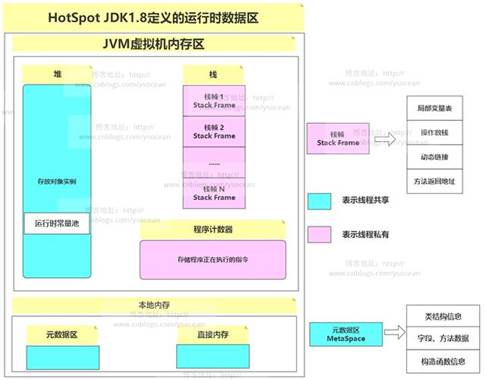 HotSpot JDK1.8定义的运行时数据区
JVM虚拟机内存区
堆
存放对象实例
运行时常量池
栈
栈帧 1
Stack Frame
栈帧 2
Stack Frame
......
栈帧 N
Stack Frame
程序计数器
存储程序正在执行的指令
本地内存
元数据区
直接内存
栈帧
Stack Frame
局部变量表
操作数栈
动态链接
方法返回地址
表示线程共享
表示线程私有
元数据区
MetaSpace
类结构信息
字段、方法数据
构造函数信息
博客地址：http://
www.cnblogs.com/ysocean